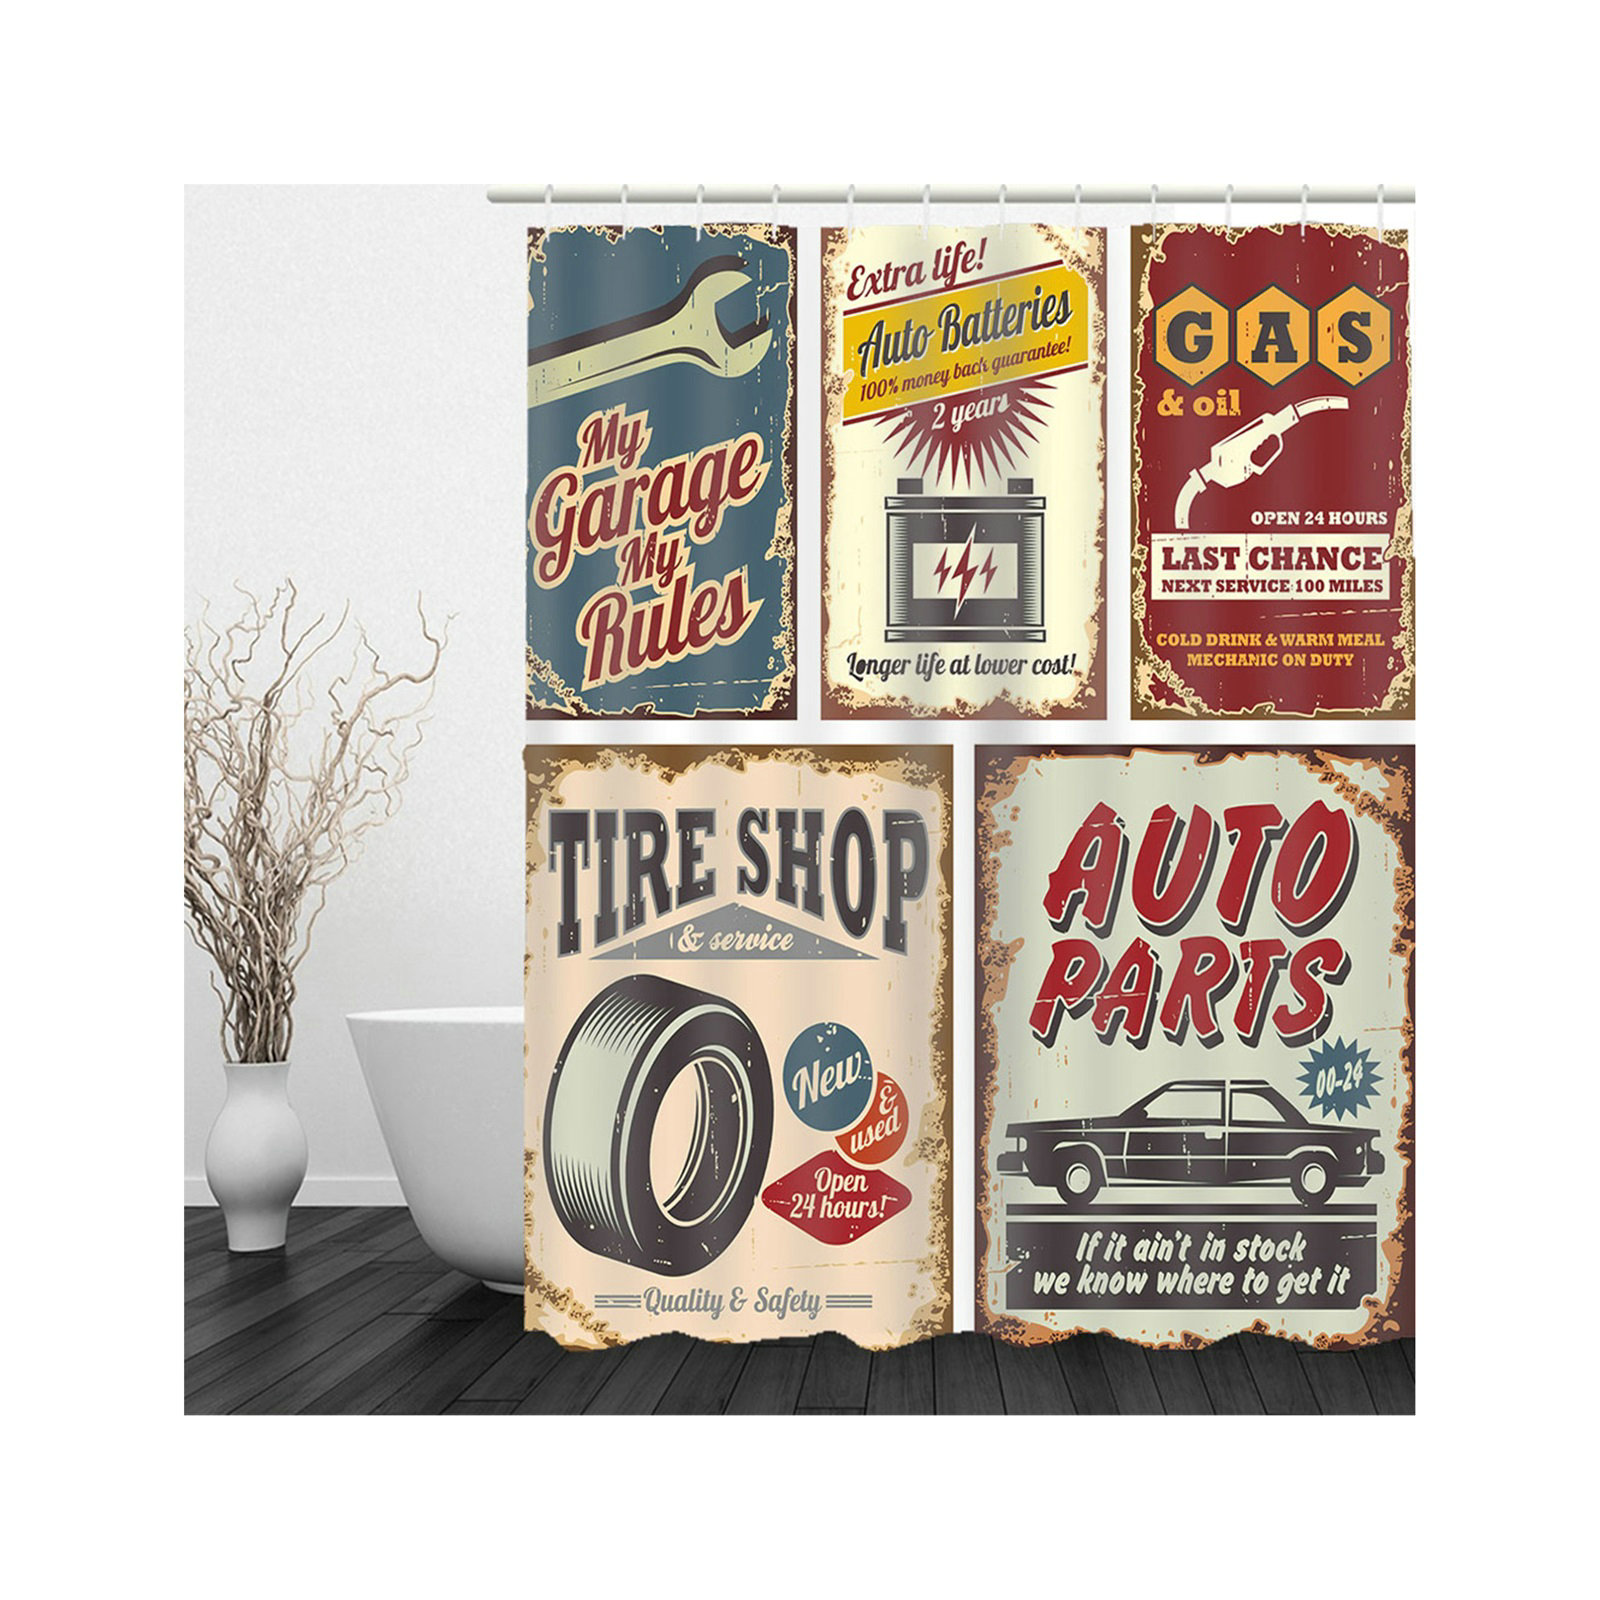 My
Garage
My
Rules
Extra life!
Auto Batteries
100% money back guarantee!
2 years
Longer life at lower cost!
GAS
& oil
OPEN 24 HOURS
LAST CHANCE
NEXT SERVICE 100 MILES
COLD DRINK & WARM MEAL
MECHANIC ON DUTY
TIRE SHOP
& service
New
&
used
Open
24 hours!
Quality & Safety
AUTO
PARTS
00-24
If it ain't in stock
we know where to get it